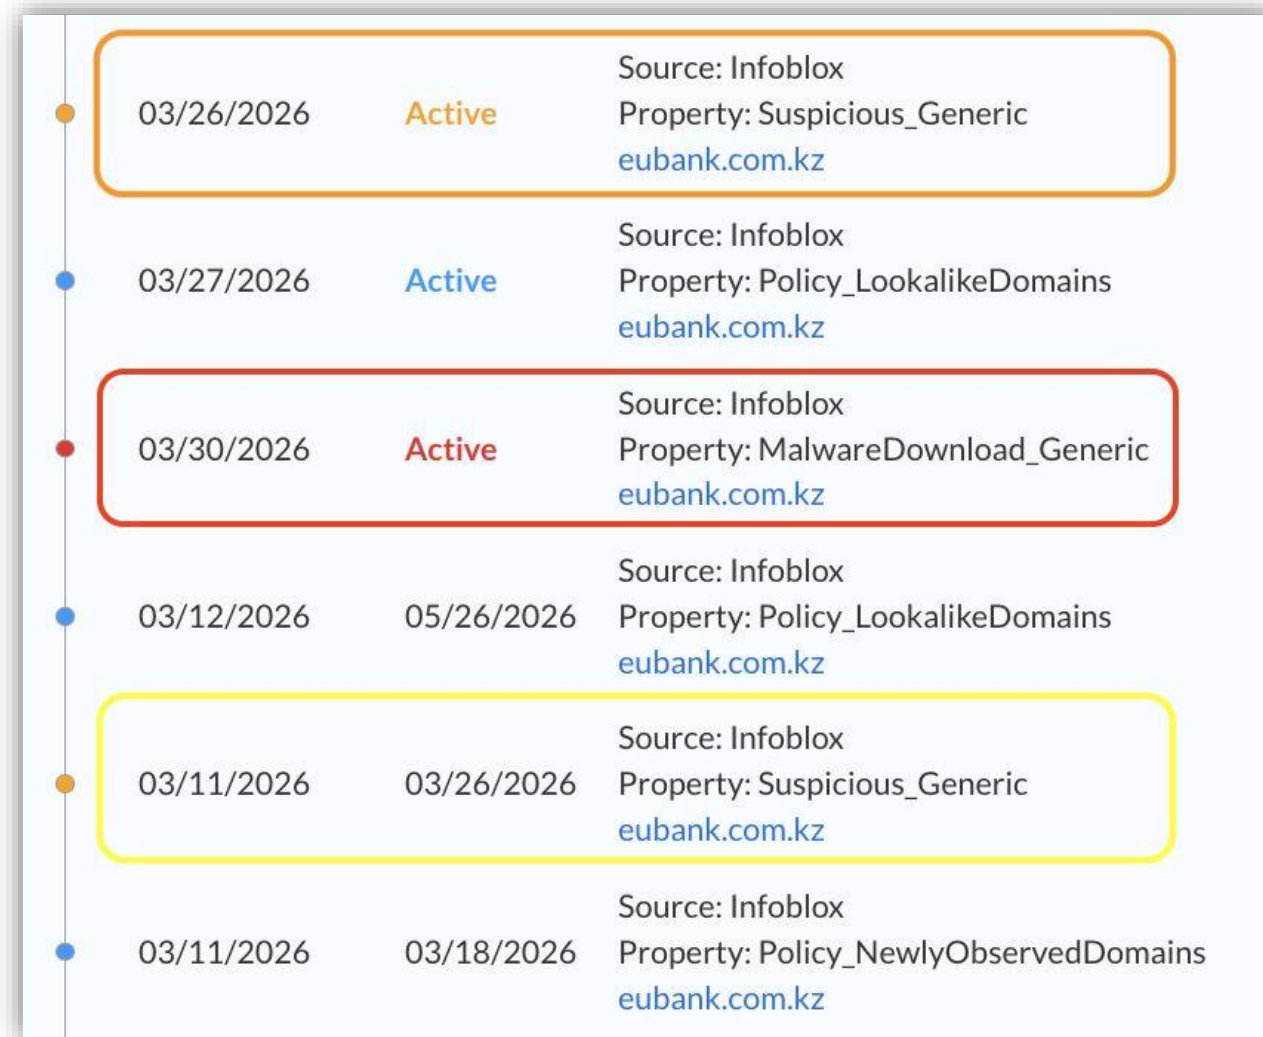 03/26/2026 Active Source: Infoblox
Property: Suspicious_Generic
eubank.com.kz
03/27/2026 Active Source: Infoblox
Property: Policy_LookalikeDomains
eubank.com.kz
03/30/2026 Active Source: Infoblox
Property: MalwareDownload_Generic
eubank.com.kz
03/12/2026 05/26/2026 Source: Infoblox
Property: Policy_LookalikeDomains
eubank.com.kz
03/11/2026 03/26/2026 Source: Infoblox
Property: Suspicious_Generic
eubank.com.kz
03/11/2026 03/18/2026 Source: Infoblox
Property: Policy_NewlyObservedDomains
eubank.com.kz